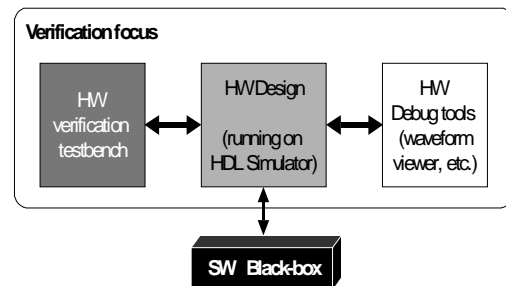 Verification focus
HW
verification
testbench
HW Design
(running on
HDL Simulator)
HW
Debug tools
(waveform
viewer, etc.)
SW Black-box